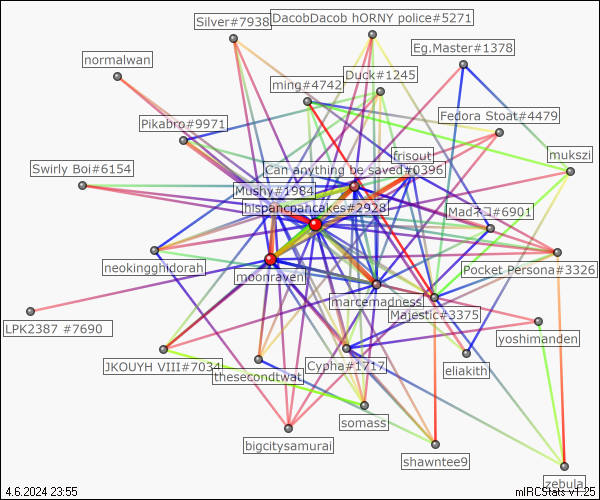 DacobDacob hORNY police#5271
Silver#7938
Eg.Master#1378
normalwan
Duck#1245
ming#4742
Fedora Stoat#4479
Pikabro#9971
frisout
mukszi
Swirly Boi#6154
Can anything be saved#0396
Mushy#1984
hispancpancakes#2928
Madネコ#6901
neokingghidorah
moonraven
Pocket Persona#3326
marcemadness
Majestic#3375
LPK2387 #7690
yoshimanden
JKOUYH VIII#7034
thesecondtwat
Cypha#1717
eliakith
somass
bigcitysamurai
shawntee9
zebula
4.6.2024 23:55
mIRCStats v1.25